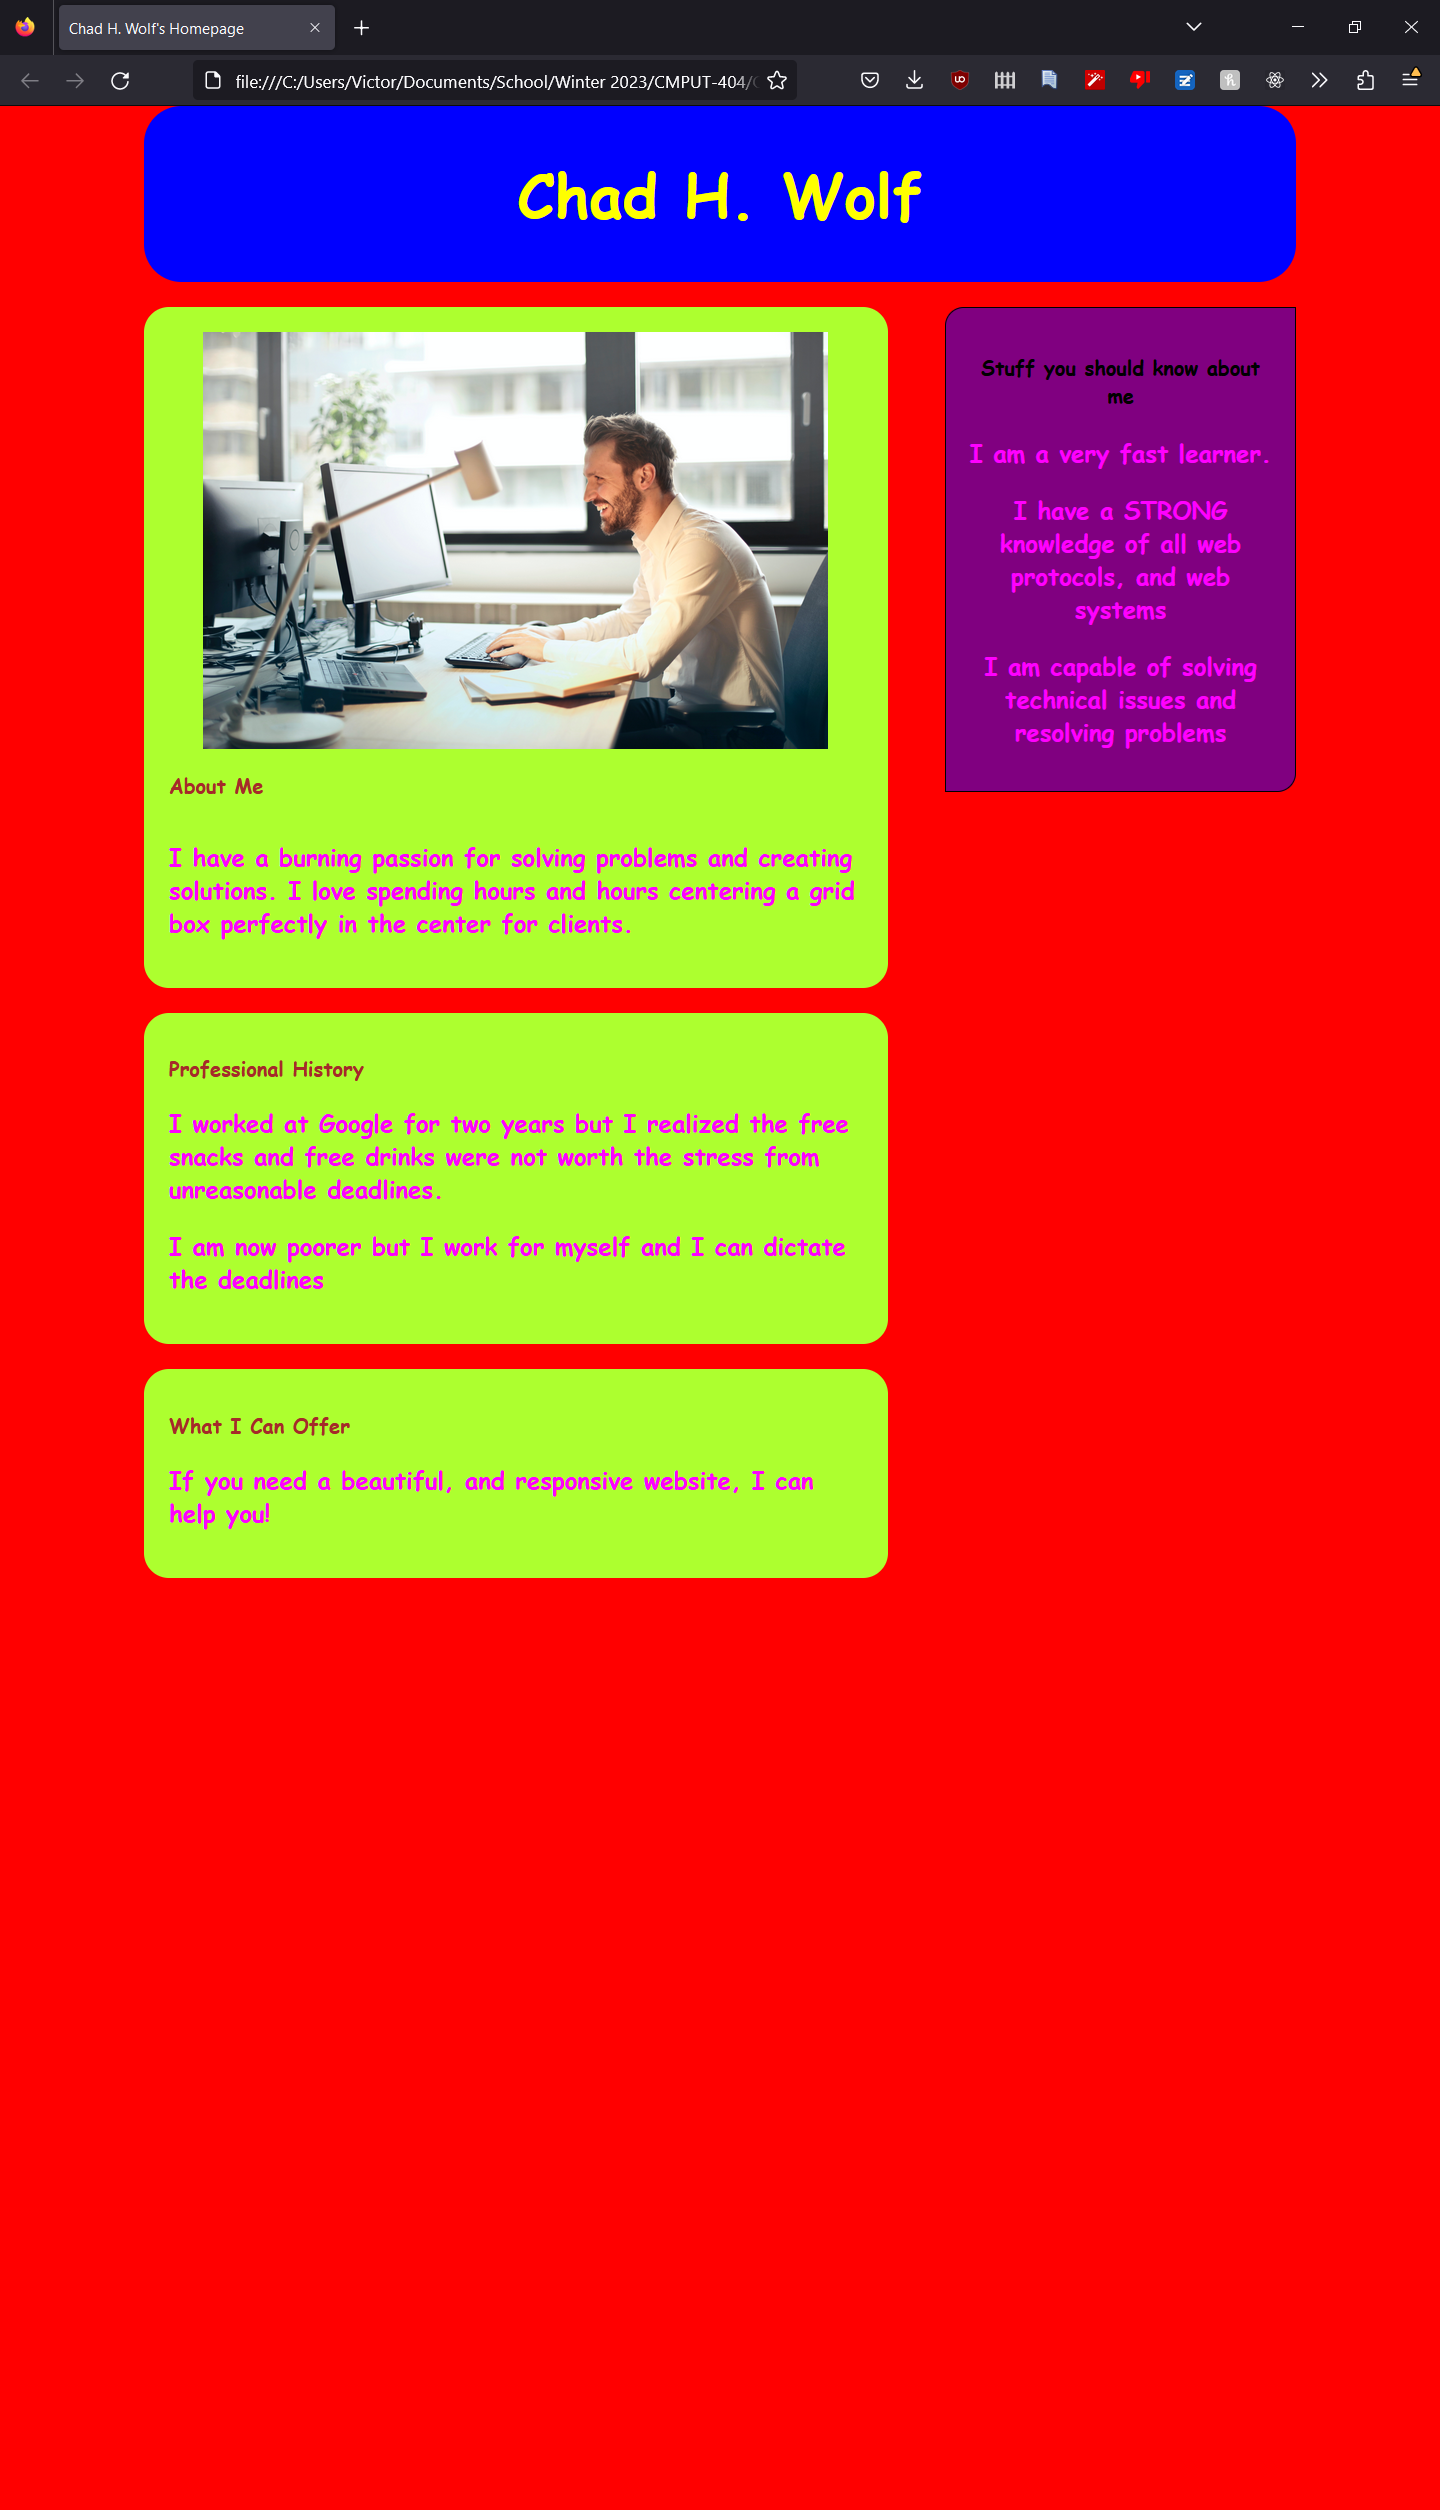 Chad H. Wolf's Homepage
file:///C:/Users/Victor/Documents/School/Winter 2023/CMPUT-404/
Chad H. Wolf
Stuff you should know about
me
I am a very fast learner.
I have a STRONG
knowledge of all web
protocols, and web
systems
I am capable of solving
technical issues and
resolving problems
About Me
I have a burning passion for solving problems and creating
solutions. I love spending hours and hours centering a grid
box perfectly in the center for clients.
Professional History
I worked at Google for two years but I realized the free
snacks and free drinks were not worth the stress from
unreasonable deadlines.
I am now poorer but I work for myself and I can dictate
the deadlines
What I Can Offer
If you need a beautiful, and responsive website, I can
help you!